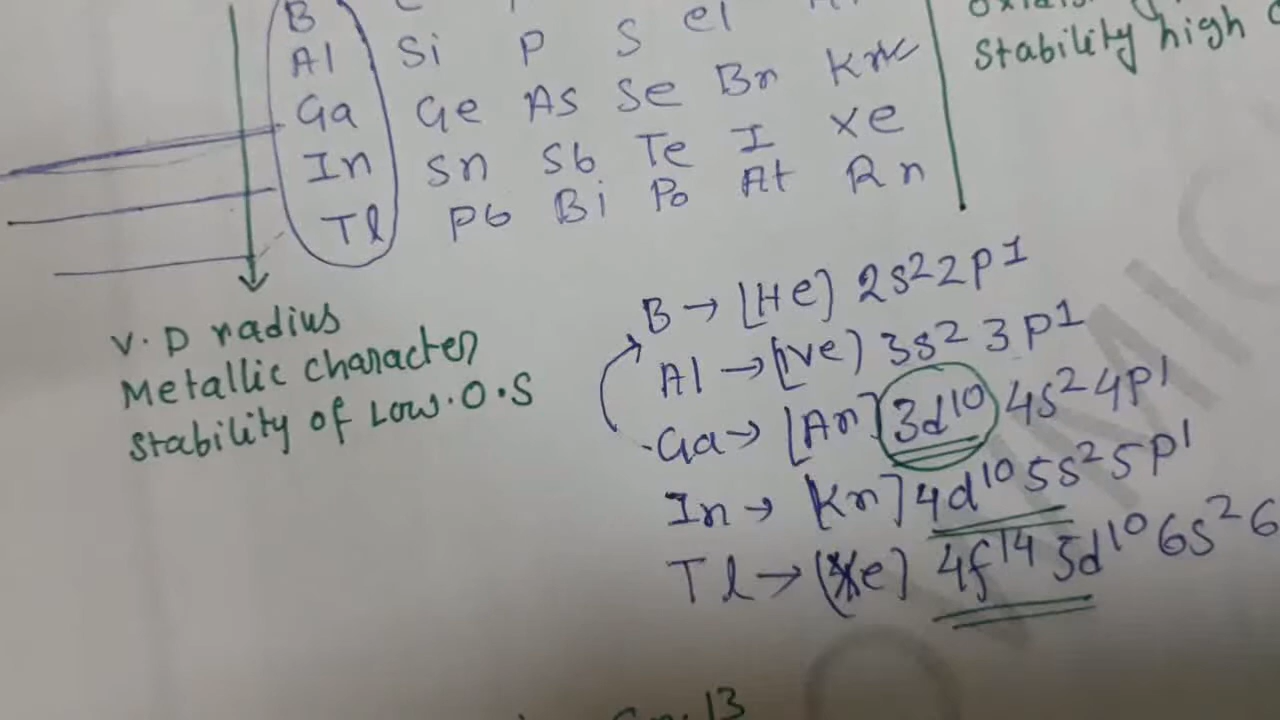 B
Al Si P S el
Ga Ge As Se Br Kr
In Sn Sb Te I Xe
Tl Pb Bi Po At Rn
Stability high
V.D radius
Metallic character
Stability of Low.O.S
B → [He] 2s² 2p¹
Al → [Ne] 3s² 3p¹
Ga → [Ar] 3d¹⁰ 4s² 4p¹
In → [Kr] 4d¹⁰ 5s² 5p¹
Tl → [Xe] 4f¹⁴ 5d¹⁰ 6s² 6
13